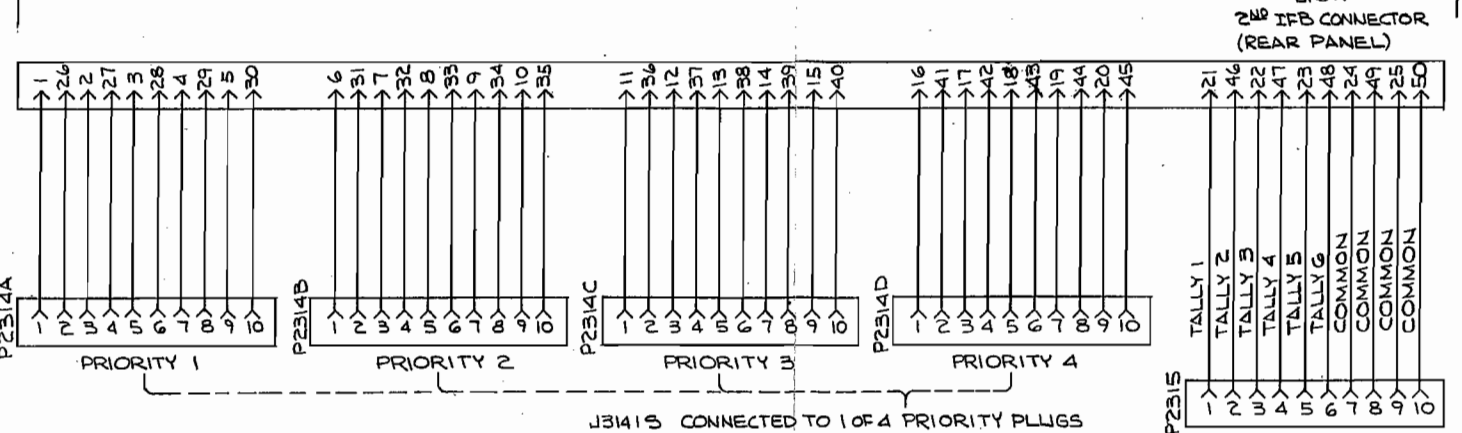 2ND IFB CONNECTOR
(REAR PANEL)
1 26 2 27 3 28 4 29 5 30
6 31 7 32 8 33 9 34 10 35
11 36 12 37 13 38 14 39 15 40
16 41 17 42 18 43 19 44 20 45
21 46 22 47 23 48 24 49 25 50
TALLY 1
TALLY 2
TALLY 3
TALLY 4
TALLY 5
TALLY 6
COMMON
COMMON
COMMON
COMMON
P2314A
1 2 3 4 5 6 7 8 9 10
PRIORITY 1
P2314B
1 2 3 4 5 6 7 8 9 10
PRIORITY 2
P2314C
1 2 3 4 5 6 7 8 9 10
PRIORITY 3
P2314D
1 2 3 4 5 6 7 8 9 10
PRIORITY 4
P2315
1 2 3 4 5 6 7 8 9 10
J314 IS CONNECTED TO 1 OF 4 PRIORITY PLUGS